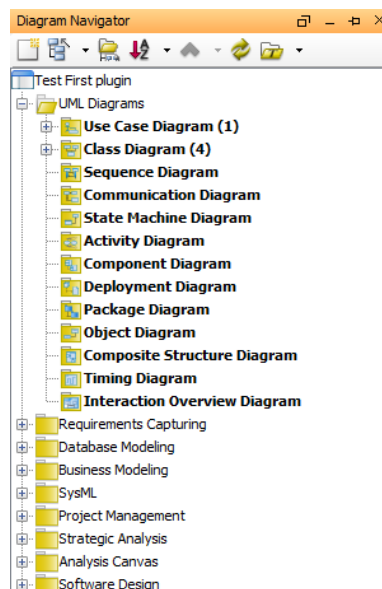 Diagram Navigator
Test First plugin
UML Diagrams
Use Case Diagram (1)
Class Diagram (4)
Sequence Diagram
Communication Diagram
State Machine Diagram
Activity Diagram
Component Diagram
Deployment Diagram
Package Diagram
Object Diagram
Composite Structure Diagram
Timing Diagram
Interaction Overview Diagram
Requirements Capturing
Database Modeling
Business Modeling
SysML
Project Management
Strategic Analysis
Analysis Canvas
Software Design